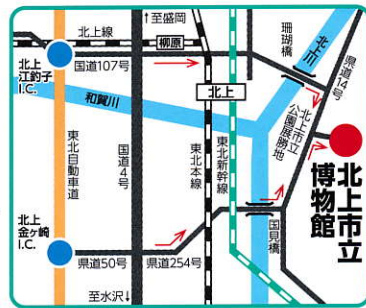 ↑至盛岡
北上線
柳原
珊瑚橋
北上川
県道14号
北上
江釣子
I.C.
国道107号
北上
和賀川
北上市立
公園展勝地
東北自動車道
国道4号
東北本線
東北新幹線
北上市立
博物館
国見橋
北上
金ヶ崎
I.C.
県道50号
県道254号
至水沢↓